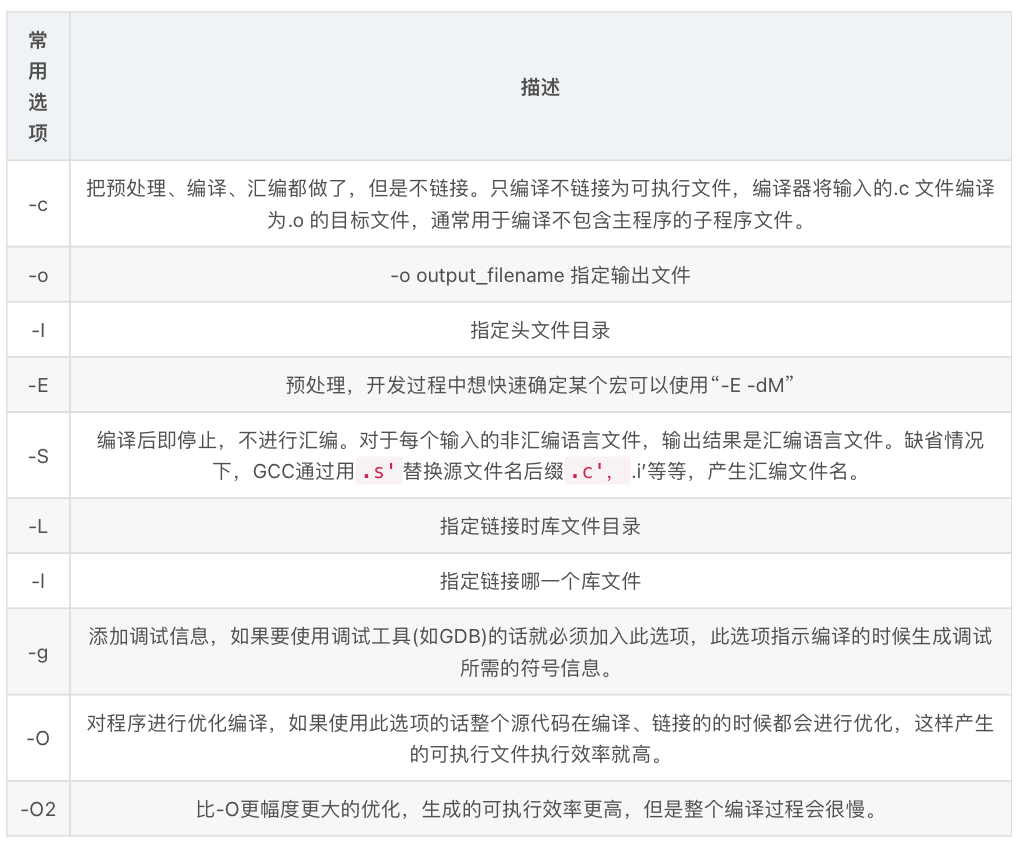 常
用
选
项
描述
-c
把预处理、编译、汇编都做了，但是不链接。只编译不链接为可执行文件，编译器将输入的.c 文件编译
为.o 的目标文件，通常用于编译不包含主程序的子程序文件。
-o
-o output_filename 指定输出文件
-I
指定头文件目录
-E
预处理，开发过程中想快速确定某个宏可以使用“-E -dM”
-S
编译后即停止，不进行汇编。对于每个输入的非汇编语言文件，输出结果是汇编语言文件。缺省情况
下，GCC通过用.s'替换源文件名后缀.c'，.i’等等，产生汇编文件名。
-L
指定链接时库文件目录
-l
指定链接哪一个库文件
-g
添加调试信息，如果要使用调试工具(如GDB)的话就必须加入此选项，此选项指示编译的时候生成调试
所需的符号信息。
-O
对程序进行优化编译，如果使用此选项的话整个源代码在编译、链接的的时候都会进行优化，这样产生
的可执行文件执行效率就高。
-O2
比-O更幅度更大的优化，生成的可执行效率更高，但是整个编译过程会很慢。